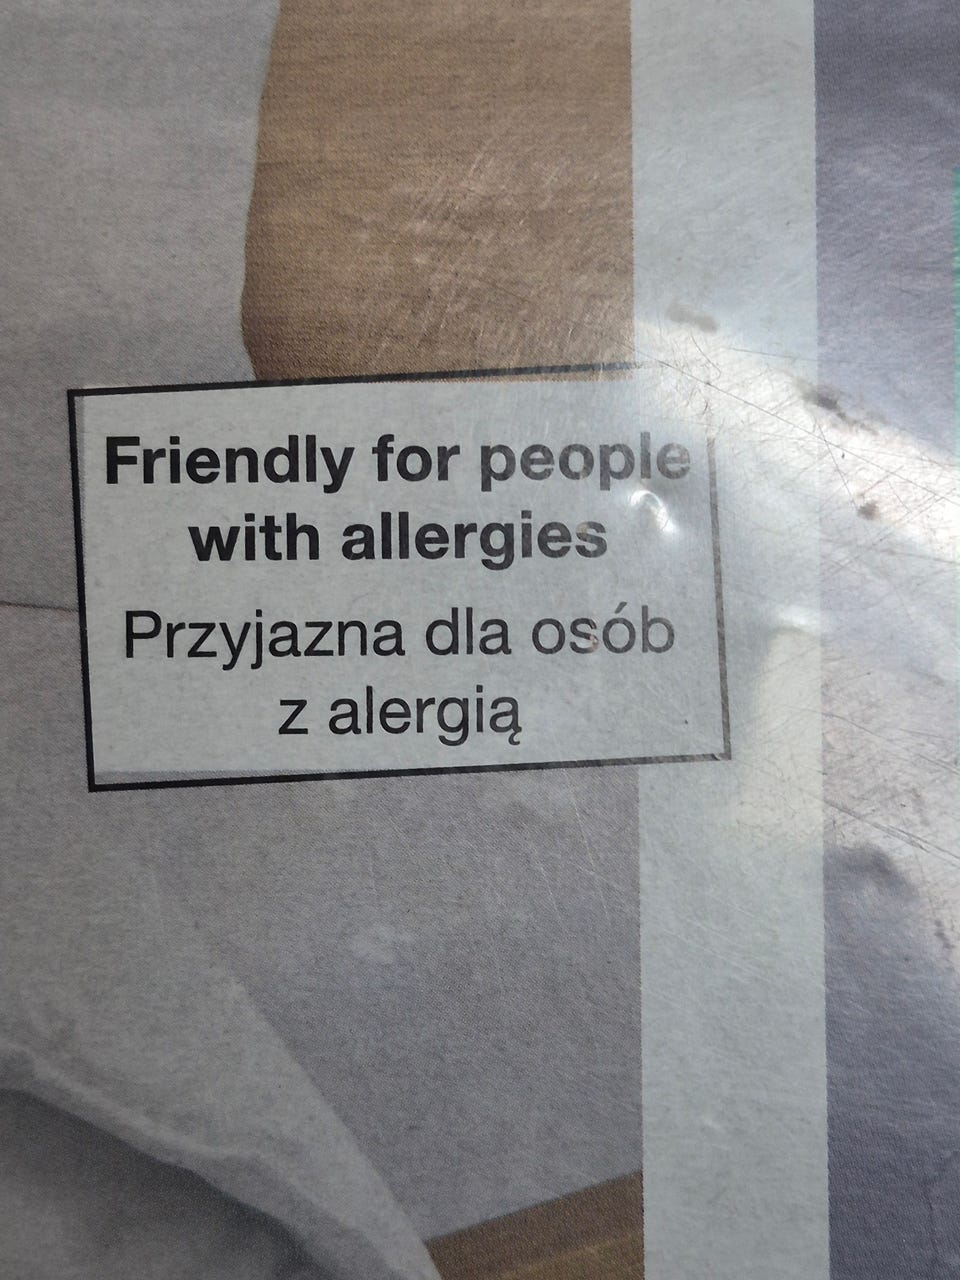 Friendly for people
with allergies
Przyjazna dla osób
z alergią